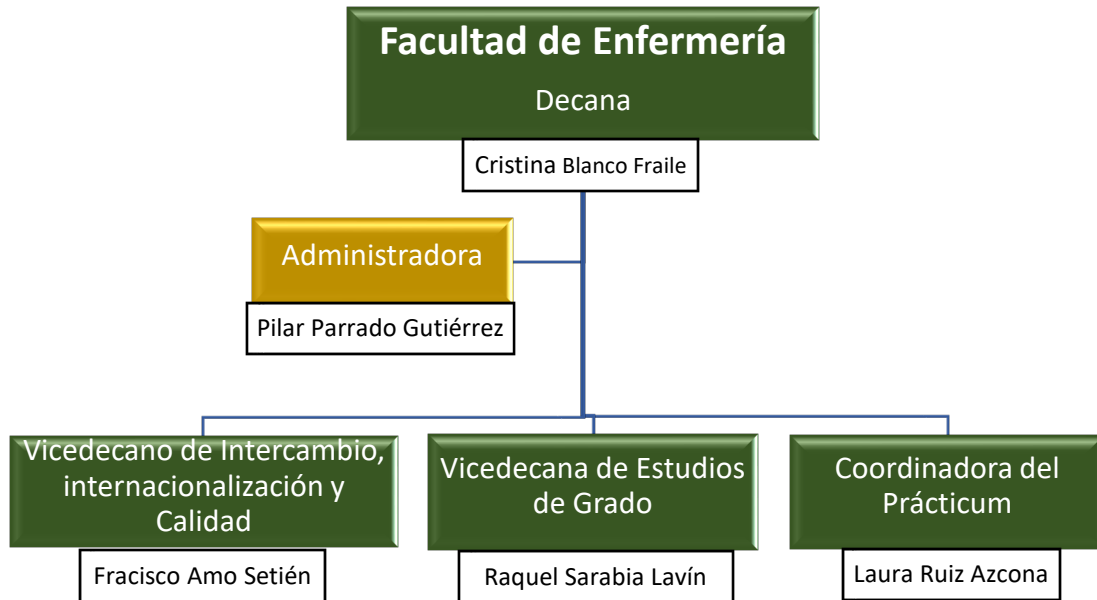 Facultad de Enfermería
Decana
Cristina Blanco Fraile
Administradora
Pilar Parrado Gutiérrez
Vicedecano de Intercambio,
internacionalización y
Calidad
Fracisco Amo Setién
Vicedecana de Estudios
de Grado
Raquel Sarabia Lavín
Coordinadora del
Prácticum
Laura Ruiz Azcona